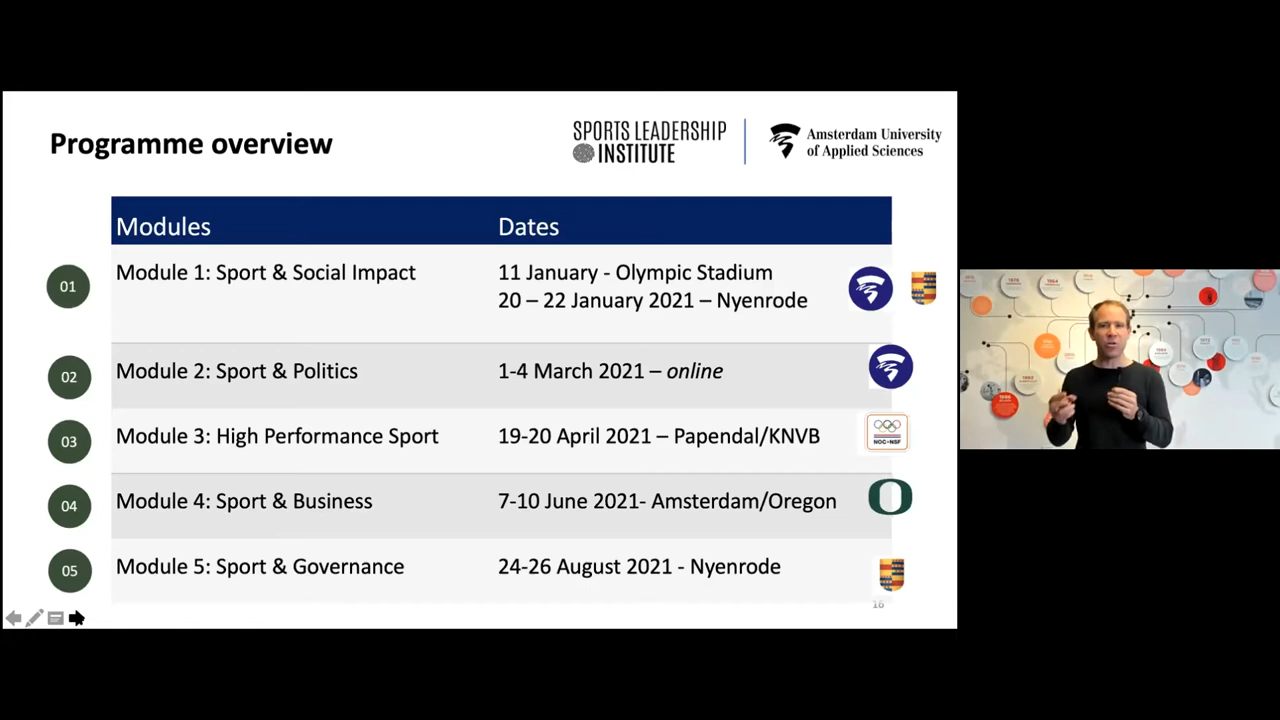 Programme overview
SPORTS LEADERSHIP
INSTITUTE
Amsterdam University
of Applied Sciences
Modules Dates
01 Module 1: Sport & Social Impact 11 January - Olympic Stadium
20 – 22 January 2021 – Nyenrode
02 Module 2: Sport & Politics 1-4 March 2021 – online
03 Module 3: High Performance Sport 19-20 April 2021 – Papendal/KNVB
NOC*NSF
04 Module 4: Sport & Business 7-10 June 2021- Amsterdam/Oregon
05 Module 5: Sport & Governance 24-26 August 2021 - Nyenrode
16